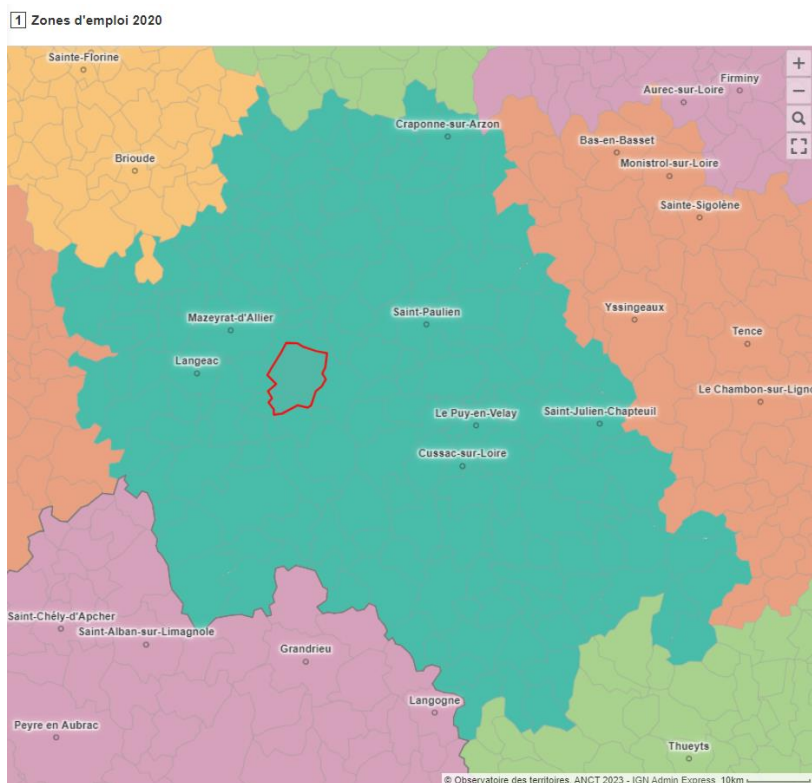 1 Zones d'emploi 2020
Sainte-Florine
Firminy
Aurec-sur-Loire
Craponne-sur-Arzon
Bas-en-Basset
Brioude
Monistrol-sur-Loire
Sainte-Sigolène
Yssingeaux
Saint-Paulien
Mazeyrat-d'Allier
Tence
Langeac
Le Chambon-sur-Ligno
Le Puy-en-Velay
Saint-Julien-Chapteuil
Cussac-sur-Loire
Saint-Chély-d'Apcher
Saint-Alban-sur-Limagnole
Grandrieu
Langogne
Peyre en Aubrac
Thueyts
© Observatoire des territoires, ANCT 2023 - IGN Admin Express 10km